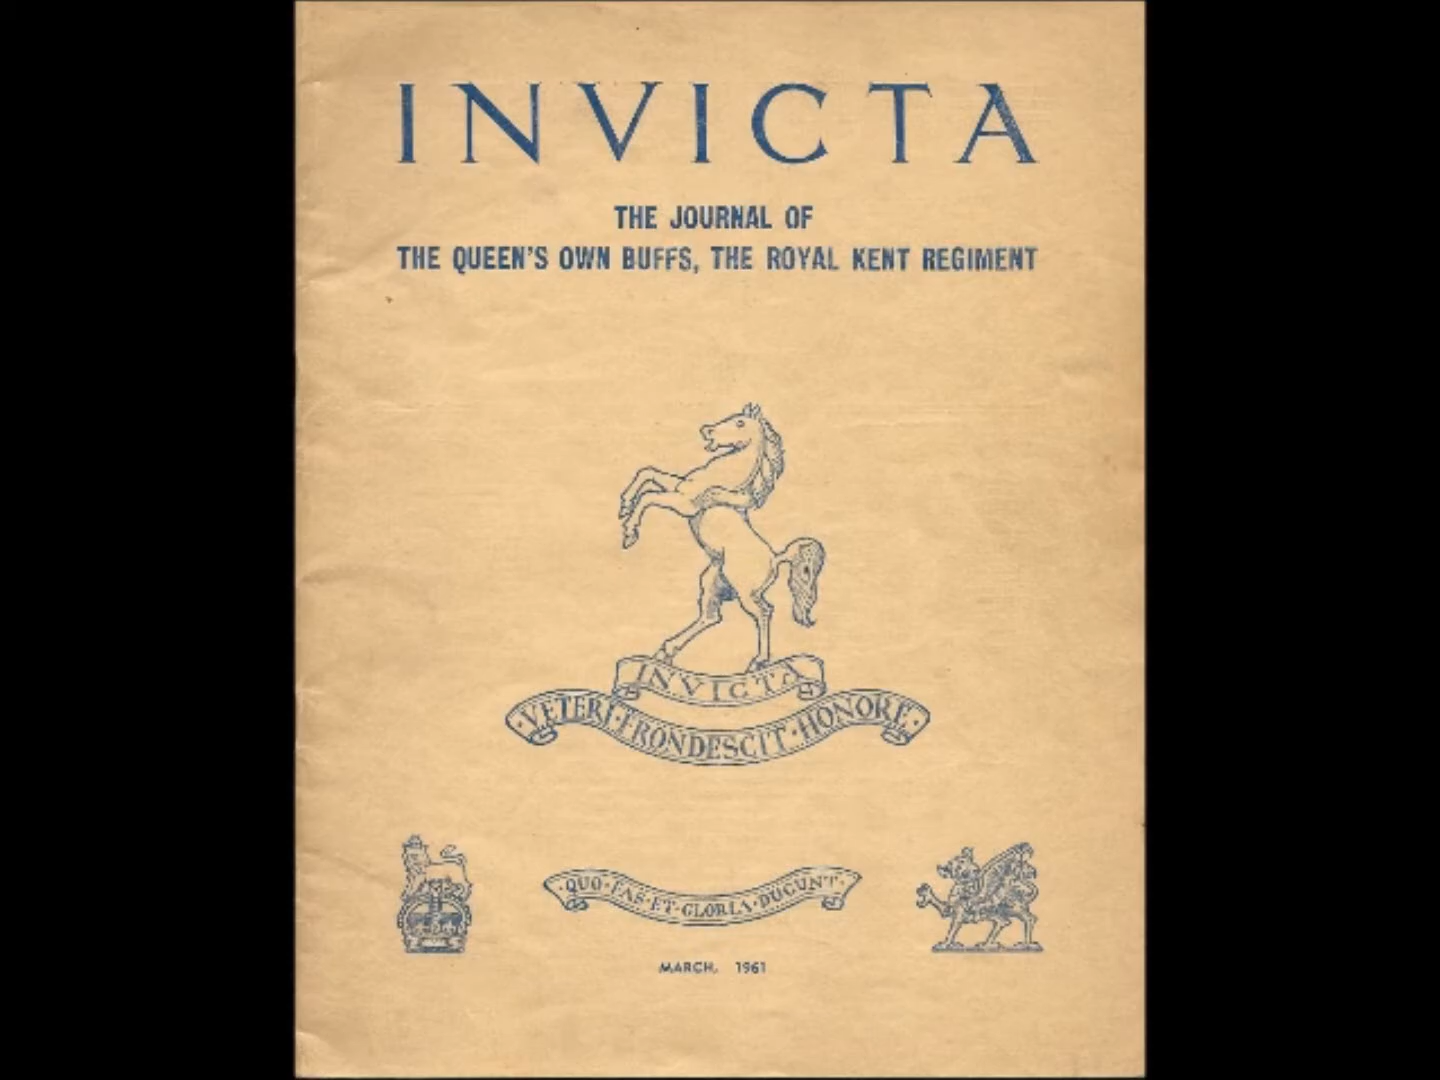 INVICTA
THE JOURNAL OF
THE QUEEN'S OWN BUFFS, THE ROYAL KENT REGIMENT
INVICTA
·VETERI·FRONDESCIT·HONORE·
·QUO·FAS·ET·GLORIA·DUCUNT·
MARCH, 1961